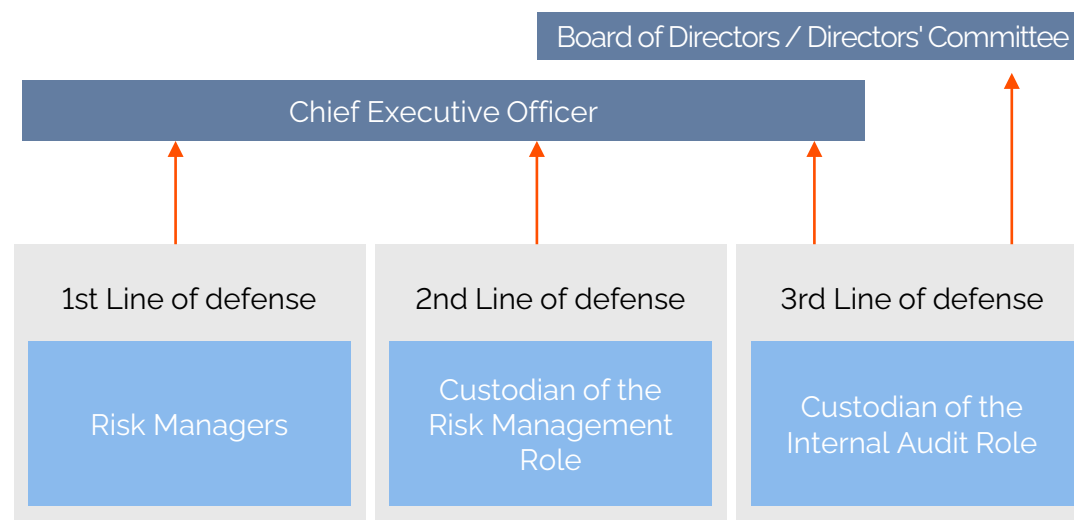 Board of Directors / Directors' Committee
Chief Executive Officer
1st Line of defense
Risk Managers
2nd Line of defense
Custodian of the
Risk Management
Role
3rd Line of defense
Custodian of the
Internal Audit Role